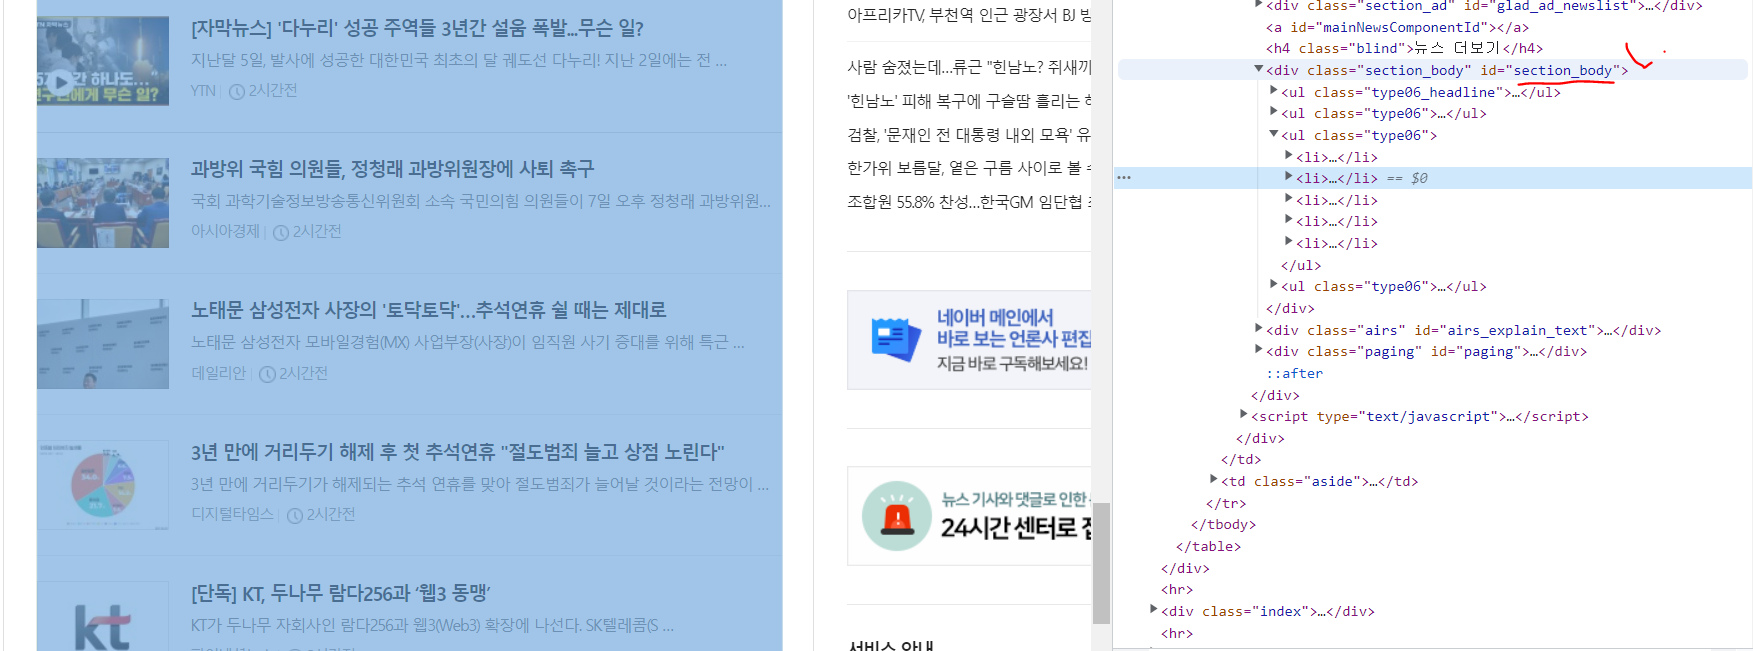 [자막뉴스] '다누리' 성공 주역들 3년간 설움 폭발...무슨 일?
지난달 5일, 발사에 성공한 대한민국 최초의 달 궤도선 다누리! 지난 2일에는 전 ...
YTN 2시간전
과방위 국힘 의원들, 정청래 과방위원장에 사퇴 촉구
국회 과학기술정보방송통신위원회 소속 국민의힘 의원들이 7일 오후 정청래 과방위원...
아시아경제 2시간전
노태문 삼성전자 사장의 '토닥토닥'…추석연휴 쉴 때는 제대로
노태문 삼성전자 모바일경험(MX) 사업부장(사장)이 임직원 사기 증대를 위해 특근 ...
데일리안 2시간전
3년 만에 거리두기 해제 후 첫 추석연휴 "절도범죄 늘고 상점 노린다"
3년 만에 거리두기가 해제되는 추석 연휴를 맞아 절도범죄가 늘어날 것이라는 전망이 ...
디지털타임스 2시간전
kt
[단독] KT, 두나무 람다256과 ‘웹3 동맹’
KT가 두나무 자회사인 람다256과 웹3(Web3) 확장에 나선다. SK텔레콤(S ...
아프리카TV, 부천역 인근 광장서 BJ 방
사람 숨졌는데…류근 "힌남노? 쥐새끼
'힌남노' 피해 복구에 구슬땀 흘리는 해
검찰, '문재인 전 대통령 내외 모욕' 유
한가위 보름달, 옅은 구름 사이로 볼 수
조합원 55.8% 찬성…한국GM 임단협 최
네이버 메인에서
바로 보는 언론사 편집
지금 바로 구독해보세요!
뉴스 기사와 댓글로 인한
24시간 센터로 접
서비스 안내
<div class="section_ad" id="glad_ad_newslist">…</div>
<a id="mainNewsComponentId"></a>
<h4 class="blind">뉴스 더보기</h4>
<div class="section_body" id="section_body">
<ul class="type06_headline">…</ul>
<ul class="type06">…</ul>
<ul class="type06">
<li>…</li>
<li>…</li> == $0
<li>…</li>
<li>…</li>
<li>…</li>
</ul>
<ul class="type06">…</ul>
</div>
<div class="airs" id="airs_explain_text">…</div>
<div class="paging" id="paging">…</div>
::after
</div>
<script type="text/javascript">…</script>
</div>
</td>
<td class="aside">…</td>
</tr>
</tbody>
</table>
</div>
<hr>
<div class="index">…</div>
<hr>